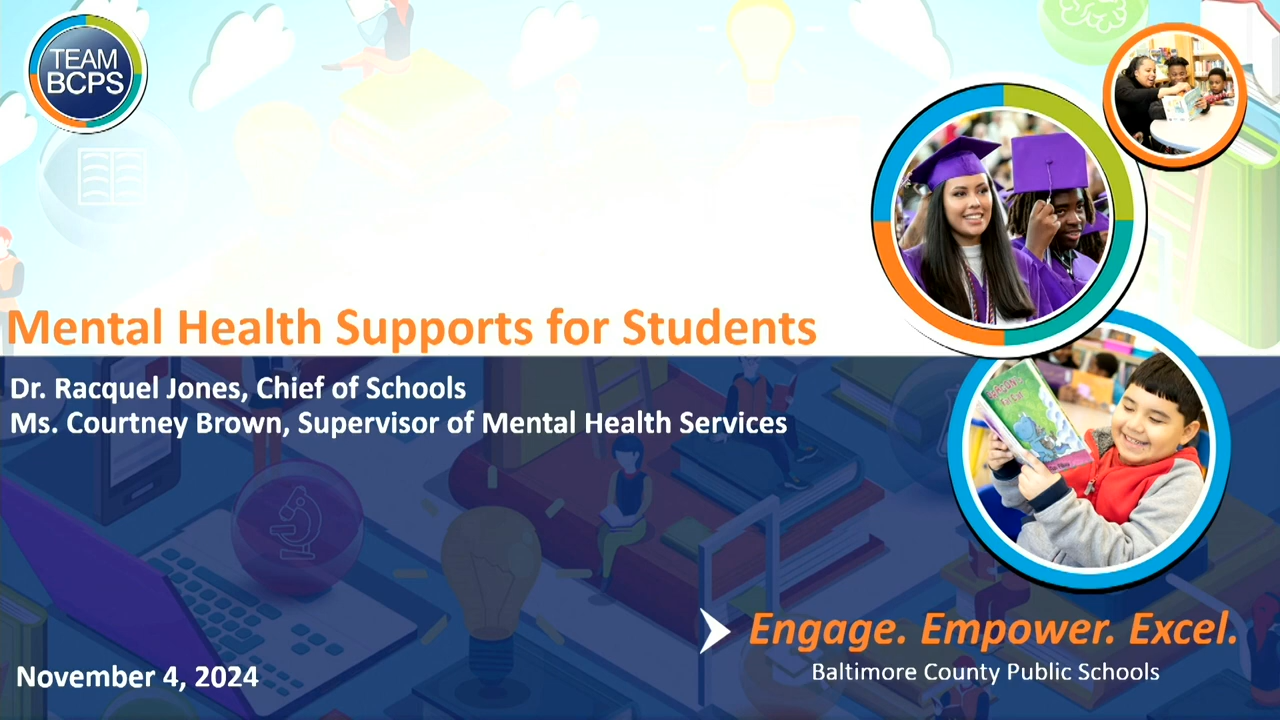 TEAM
BCPS
Mental Health Supports for Students
Dr. Racquel Jones, Chief of Schools
Ms. Courtney Brown, Supervisor of Mental Health Services
Engage. Empower. Excel.
Baltimore County Public Schools
November 4, 2024